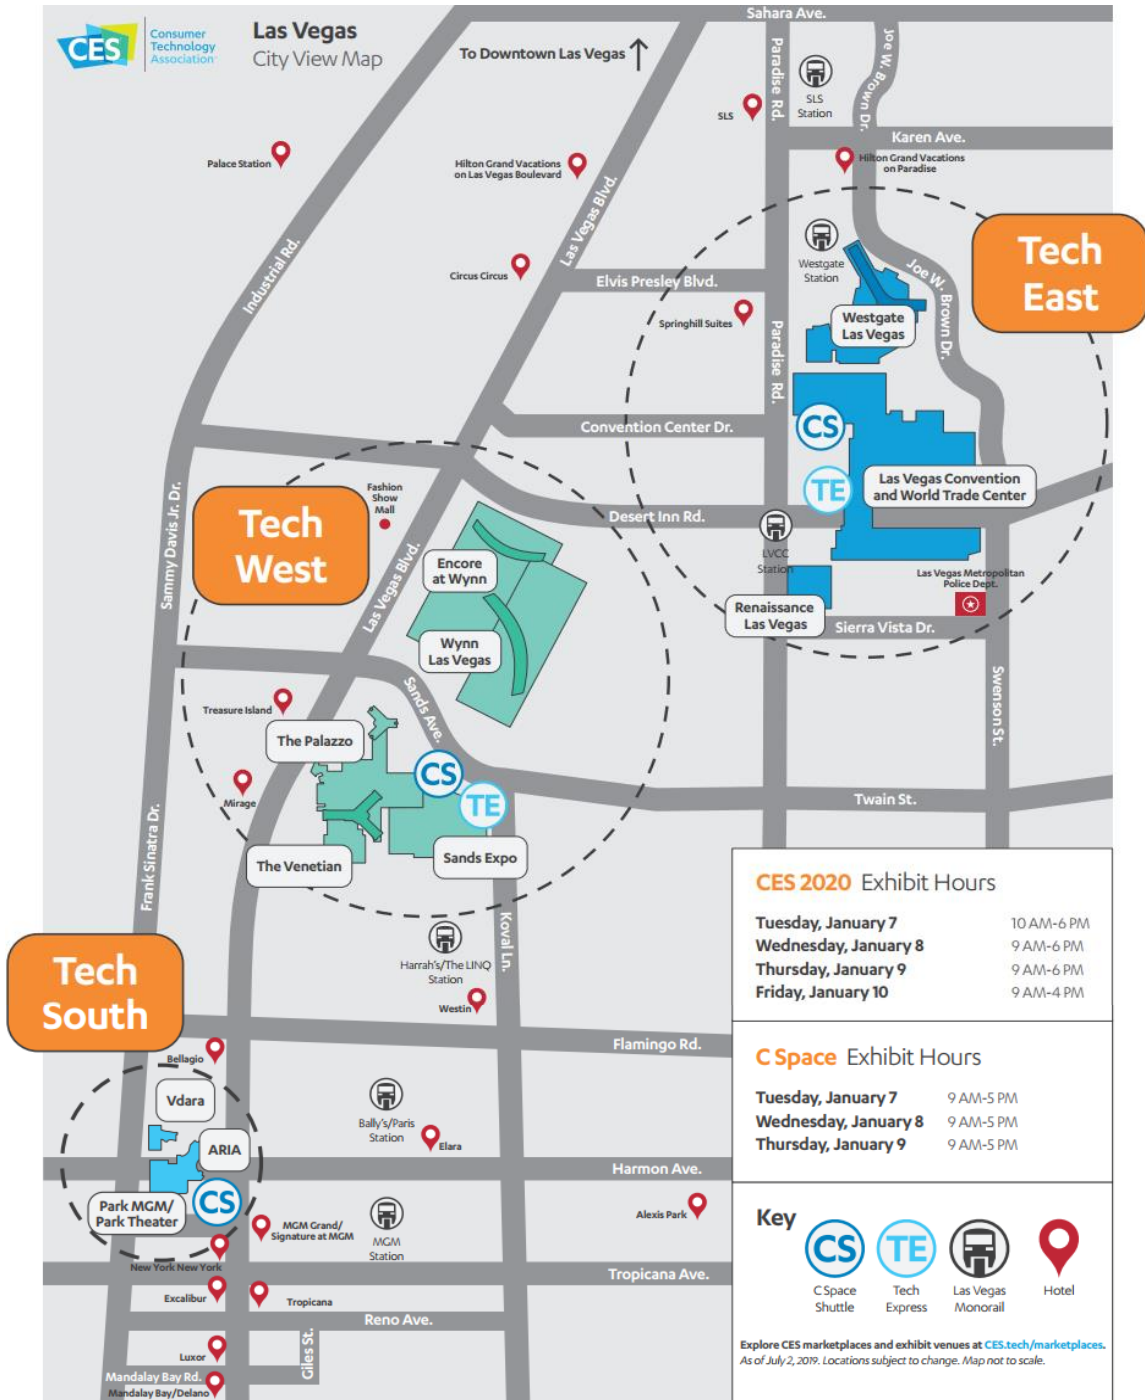 CES
Consumer
Technology
Association
Las Vegas
City View Map
To Downtown Las Vegas
Sahara Ave.
Paradise Rd.
Joe W. Brown Dr.
SLS
Station
SLS
Karen Ave.
Palace Station
Hilton Grand Vacations
on Las Vegas Boulevard
Hilton Grand Vacations
on Paradise
Las Vegas Blvd.
Industrial Rd.
Westgate
Station
Joe W. Brown Dr.
Tech
East
Circus Circus
Elvis Presley Blvd.
Springhill Suites
Paradise Rd.
Westgate
Las Vegas
Convention Center Dr.
CS
TE
Las Vegas Convention
and World Trade Center
Fashion
Show
Mall
Desert Inn Rd.
LVCC
Station
Tech
West
Sammy Davis Jr. Dr.
Las Vegas Blvd.
Encore
at Wynn
Las Vegas Metropolitan
Police Dept.
Renaissance
Las Vegas
Sierra Vista Dr.
Wynn
Las Vegas
Sands Ave.
Swenson St.
Treasure Island
The Palazzo
CS
TE
Mirage
Twain St.
Frank Sinatra Dr.
The Venetian
Sands Expo
Koval Ln.
Harrah's/The LINQ
Station
Westin
Tech
South
Flamingo Rd.
Bellagio
Vdara
Bally's/Paris
Station
Elara
ARIA
Harmon Ave.
Park MGM/
Park Theater
CS
MGM Grand/
Signature at MGM
MGM
Station
Alexis Park
New York New York
Tropicana Ave.
Excalibur
Tropicana
Reno Ave.
Giles St.
Luxor
Mandalay Bay Rd.
Mandalay Bay/Delano
CES 2020 Exhibit Hours
Tuesday, January 7 10 AM-6 PM
Wednesday, January 8 9 AM-6 PM
Thursday, January 9 9 AM-6 PM
Friday, January 10 9 AM-4 PM
C Space Exhibit Hours
Tuesday, January 7 9 AM-5 PM
Wednesday, January 8 9 AM-5 PM
Thursday, January 9 9 AM-5 PM
Key
CS
TE
C Space
Shuttle
Tech
Express
Las Vegas
Monorail
Hotel
Explore CES marketplaces and exhibit venues at CES.tech/marketplaces.
As of July 2, 2019. Locations subject to change. Map not to scale.